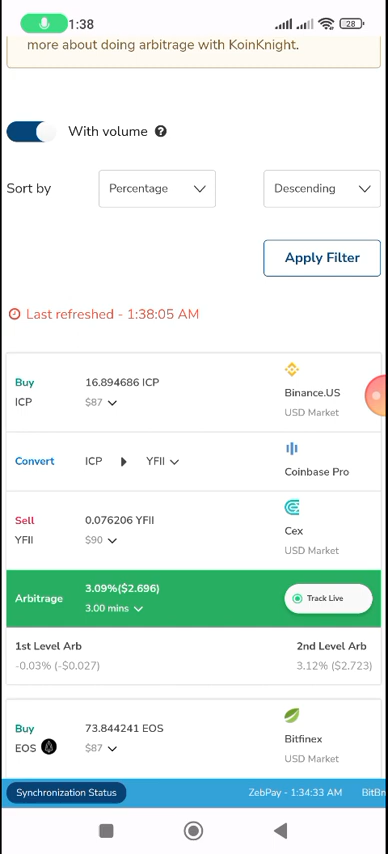 1:38
28
more about doing arbitrage with KoinKnight.
With volume ?
Sort by Percentage Descending
Apply Filter
Last refreshed - 1:38:05 AM
Buy 16.894686 ICP Binance.US
ICP $87 USD Market
Convert ICP YFII Coinbase Pro
Sell 0.076206 YFII Cex
YFII $90 USD Market
Arbitrage 3.09%($2.696) Track Live
3.00 mins
1st Level Arb 2nd Level Arb
-0.03% (-$0.027) 3.12% ($2.723)
Buy 73.844241 EOS Bitfinex
EOS $87 USD Market
Synchronization Status ZebPay - 1:34:33 AM BitBn